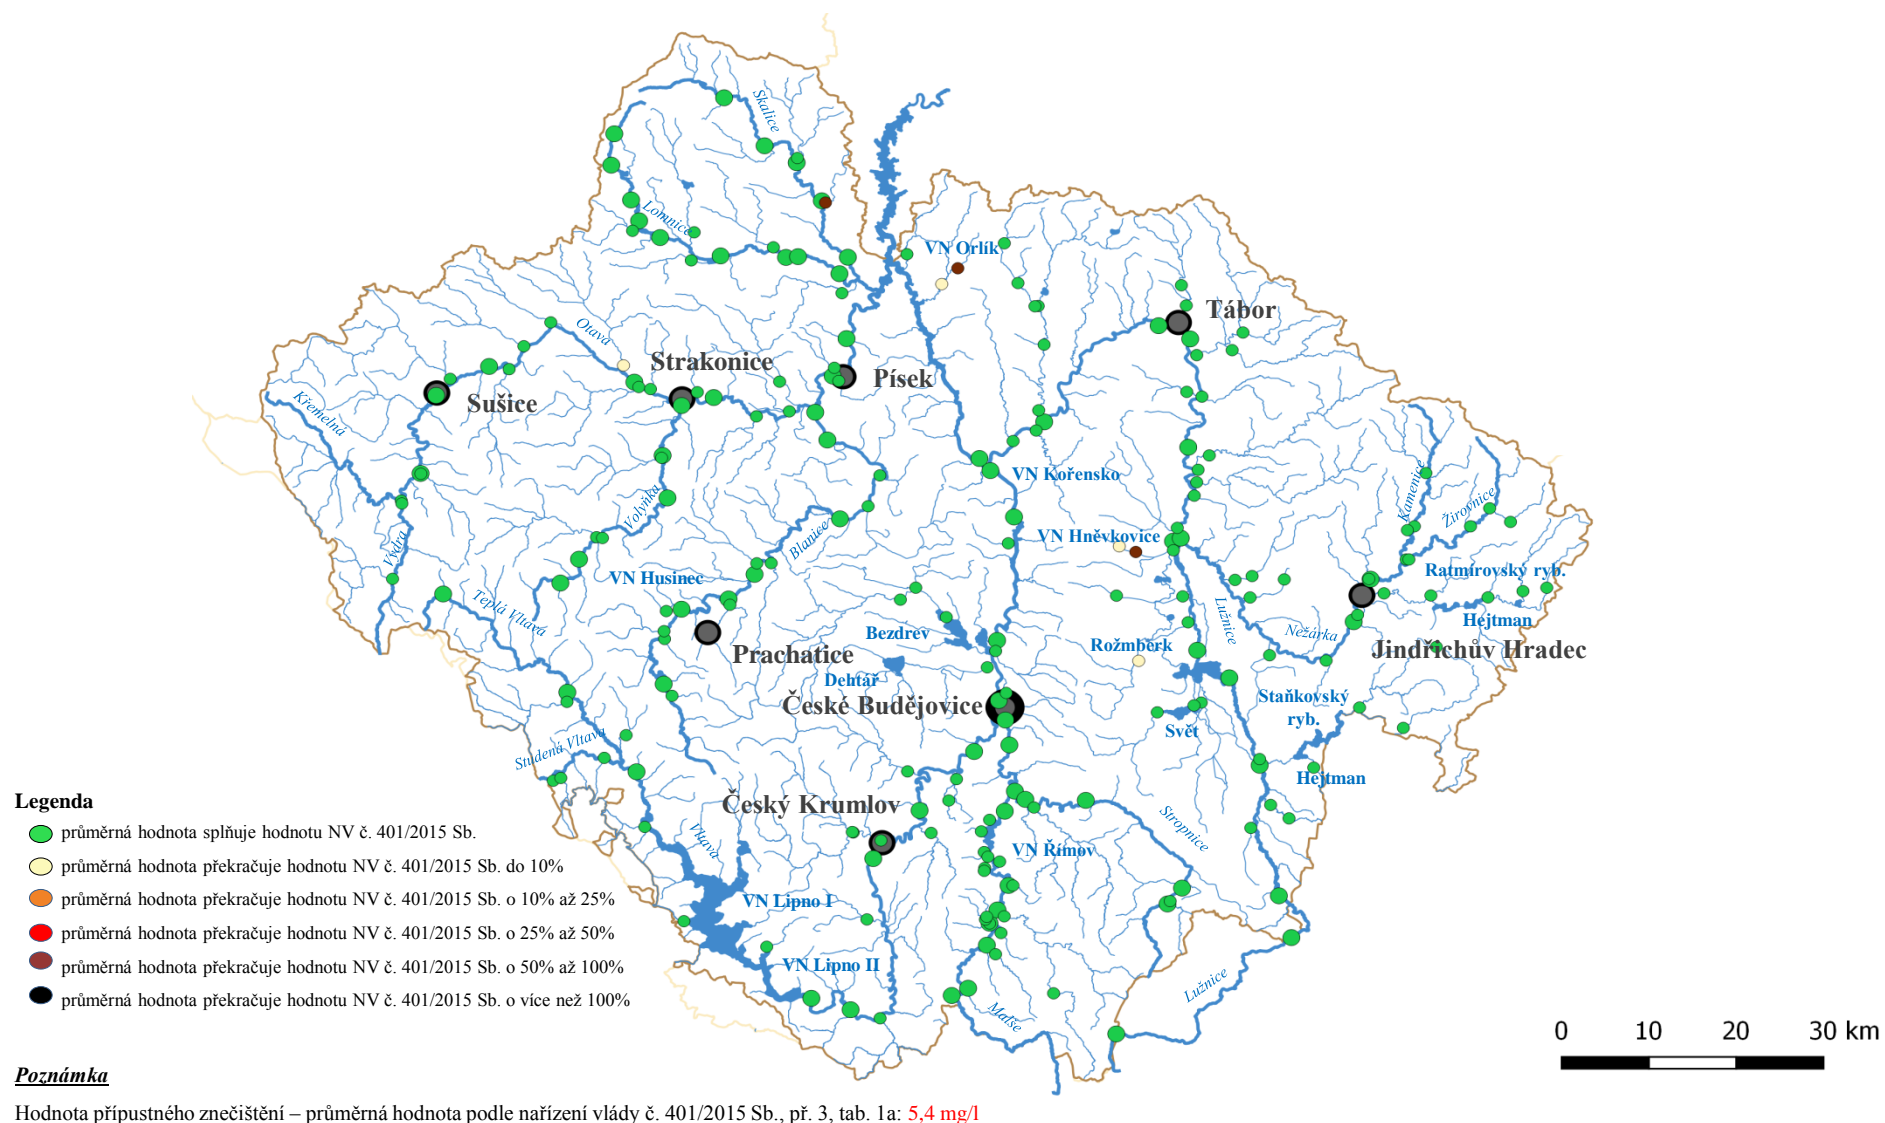 Skalice
Lomnice
VN Orlík
Tábor
Otava
Strakonice
Písek
Sušice
Křemelná
VN Kořensko
Kamenice
Žirovnice
Volyňka
Blanice
VN Hněvkovice
Vydra
VN Husinec
Ratmírovský ryb.
Teplá Vltava
Lužnice
Hejtman
Bezdrev
Nežárka
Rožmberk
Jindřichův Hradec
Prachatice
Dehtář
Staňkovský
ryb.
České Budějovice
Svět
Studená Vltava
Hejtman
Český Krumlov
Vltava
Stropnice
VN Římov
VN Lipno I
VN Lipno II
Lužnice
Malše
Legenda
průměrná hodnota splňuje hodnotu NV č. 401/2015 Sb.
průměrná hodnota překračuje hodnotu NV č. 401/2015 Sb. do 10%
průměrná hodnota překračuje hodnotu NV č. 401/2015 Sb. o 10% až 25%
průměrná hodnota překračuje hodnotu NV č. 401/2015 Sb. o 25% až 50%
průměrná hodnota překračuje hodnotu NV č. 401/2015 Sb. o 50% až 100%
průměrná hodnota překračuje hodnotu NV č. 401/2015 Sb. o více než 100%
0 10 20 30 km
Poznámka
Hodnota přípustného znečištění – průměrná hodnota podle nařízení vlády č. 401/2015 Sb., př. 3, tab. 1a: 5,4 mg/l